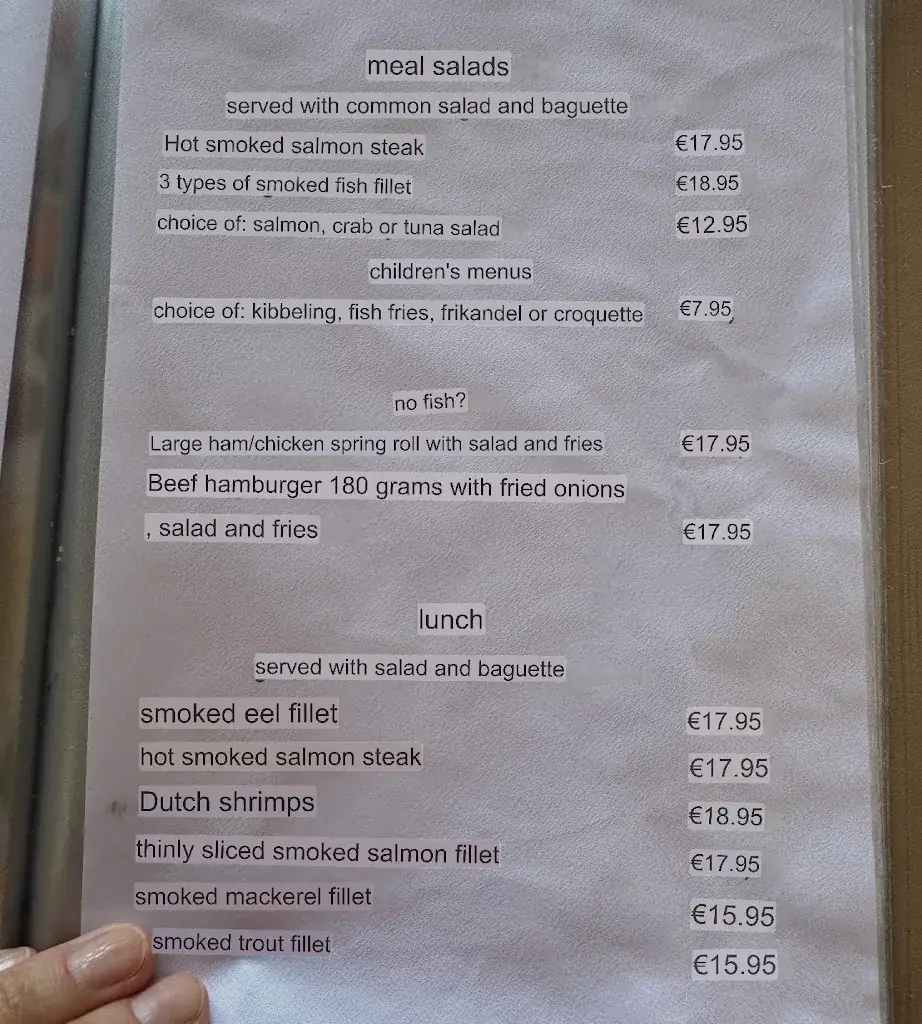 meal salads
served with common salad and baguette
Hot smoked salmon steak €17.95
3 types of smoked fish fillet €18.95
choice of: salmon, crab or tuna salad €12.95
children's menus
choice of: kibbeling, fish fries, frikandel or croquette €7.95
no fish?
Large ham/chicken spring roll with salad and fries €17.95
Beef hamburger 180 grams with fried onions
, salad and fries €17.95
lunch
served with salad and baguette
smoked eel fillet €17.95
hot smoked salmon steak €17.95
Dutch shrimps €18.95
thinly sliced smoked salmon fillet €17.95
smoked mackerel fillet €15.95
smoked trout fillet €15.95